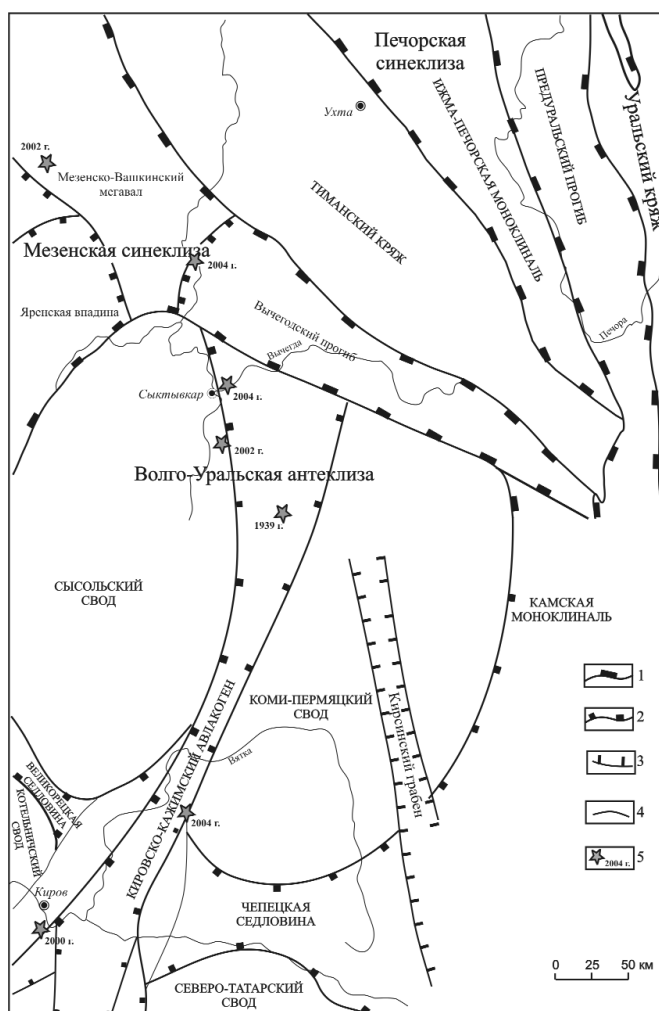 Печорская
синеклиза
Ухта
ИЖМА-ПЕЧОРСКАЯ МОНОКЛИНАЛЬ
ПРЕДУРАЛЬСКИЙ ПРОГИБ
Уральский кряж
2002 г.
Мезенско-Вашкинский
мегавал
ТИМАНСКИЙ КРЯЖ
Мезенская синеклиза
2004 г.
Яренская впадина
Вычегодский прогиб
Вычегда
Печора
Сыктывкар
2004 г.
2002 г.
Волго-Уральская антеклиза
1939 г.
СЫСОЛЬСКИЙ
СВОД
КАМСКАЯ
МОНОКЛИНАЛЬ
КОМИ-ПЕРМЯЦКИЙ
СВОД
Кирсинский грабен
КИРОВСКО-КАЖИМСКИЙ АВЛАКОГЕН
Вятка
ВЕЛИКОРЕЦКАЯ
СЕДЛОВИНА
КОТЕЛЬНИЧСКИЙ
СВОД
2004 г.
Киров
2000 г.
ЧЕПЕЦКАЯ
СЕДЛОВИНА
СЕВЕРО-ТАТАРСКИЙ
СВОД
1
2
3
4
2004 г.
5
0 25 50 км